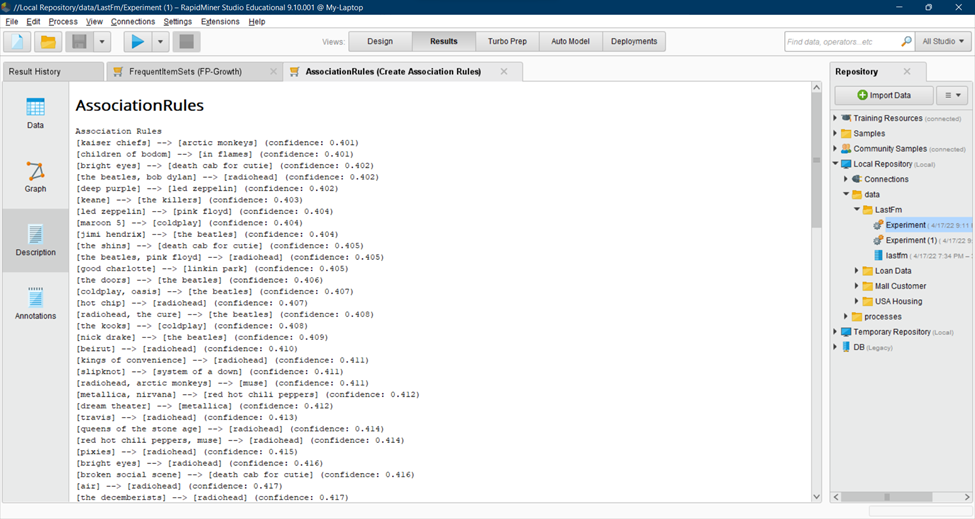 //Local Repository/data/LastFm/Experiment (1) – RapidMiner Studio Educational 9.10.001 @ My-Laptop
File Edit Process View Connections Settings Extensions Help
Views: Design Results Turbo Prep Auto Model Deployments Find data, operators...etc All Studio
Result History FrequentItemSets (FP-Growth) AssociationRules (Create Association Rules)
Data
Graph
Description
Annotations
AssociationRules
Association Rules
[kaiser chiefs] --> [arctic monkeys] (confidence: 0.401)
[children of bodom] --> [in flames] (confidence: 0.401)
[bright eyes] --> [death cab for cutie] (confidence: 0.402)
[the beatles, bob dylan] --> [radiohead] (confidence: 0.402)
[deep purple] --> [led zeppelin] (confidence: 0.402)
[keane] --> [the killers] (confidence: 0.403)
[led zeppelin] --> [pink floyd] (confidence: 0.404)
[maroon 5] --> [coldplay] (confidence: 0.404)
[jimi hendrix] --> [the beatles] (confidence: 0.404)
[the shins] --> [death cab for cutie] (confidence: 0.405)
[the beatles, pink floyd] --> [radiohead] (confidence: 0.405)
[good charlotte] --> [linkin park] (confidence: 0.405)
[the doors] --> [the beatles] (confidence: 0.406)
[coldplay, oasis] --> [the beatles] (confidence: 0.407)
[hot chip] --> [radiohead] (confidence: 0.407)
[radiohead, the cure] --> [the beatles] (confidence: 0.408)
[the kooks] --> [coldplay] (confidence: 0.408)
[nick drake] --> [the beatles] (confidence: 0.409)
[beirut] --> [radiohead] (confidence: 0.410)
[kings of convenience] --> [radiohead] (confidence: 0.411)
[slipknot] --> [system of a down] (confidence: 0.411)
[radiohead, arctic monkeys] --> [muse] (confidence: 0.411)
[metallica, nirvana] --> [red hot chili peppers] (confidence: 0.412)
[dream theater] --> [metallica] (confidence: 0.412)
[travis] --> [radiohead] (confidence: 0.413)
[queens of the stone age] --> [radiohead] (confidence: 0.414)
[red hot chili peppers, muse] --> [radiohead] (confidence: 0.414)
[pixies] --> [radiohead] (confidence: 0.415)
[bright eyes] --> [radiohead] (confidence: 0.416)
[broken social scene] --> [death cab for cutie] (confidence: 0.416)
[air] --> [radiohead] (confidence: 0.417)
[the decemberists] --> [radiohead] (confidence: 0.417)
Repository
Import Data
Training Resources (connected)
Samples
Community Samples (connected)
Local Repository (Local)
Connections
data
LastFm
Experiment (4/17/22 9:11
Experiment (1) (4/17/22 9
lastfm (4/17/22 7:34 PM –
Loan Data
Mall Customer
USA Housing
processes
Temporary Repository (Local)
DB (Legacy)